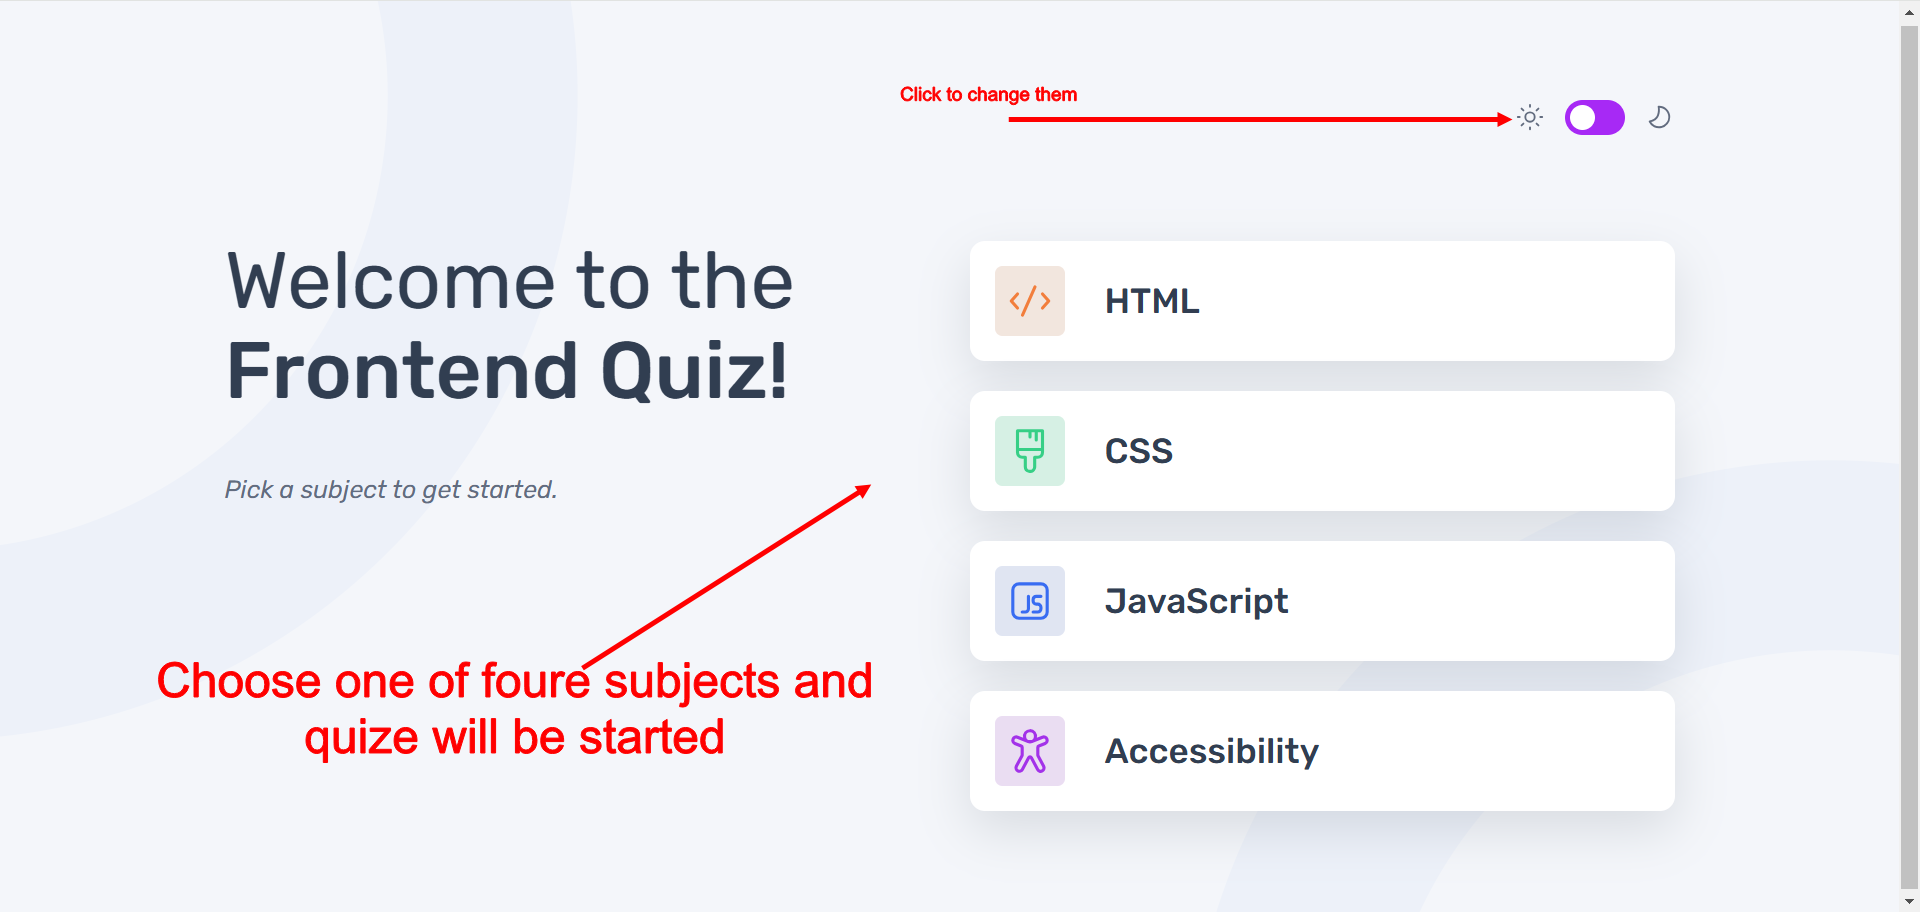 Click to change them
Welcome to the
Frontend Quiz!
Pick a subject to get started.
HTML
CSS
JS
JavaScript
Accessibility
Choose one of foure subjects and
quize will be started